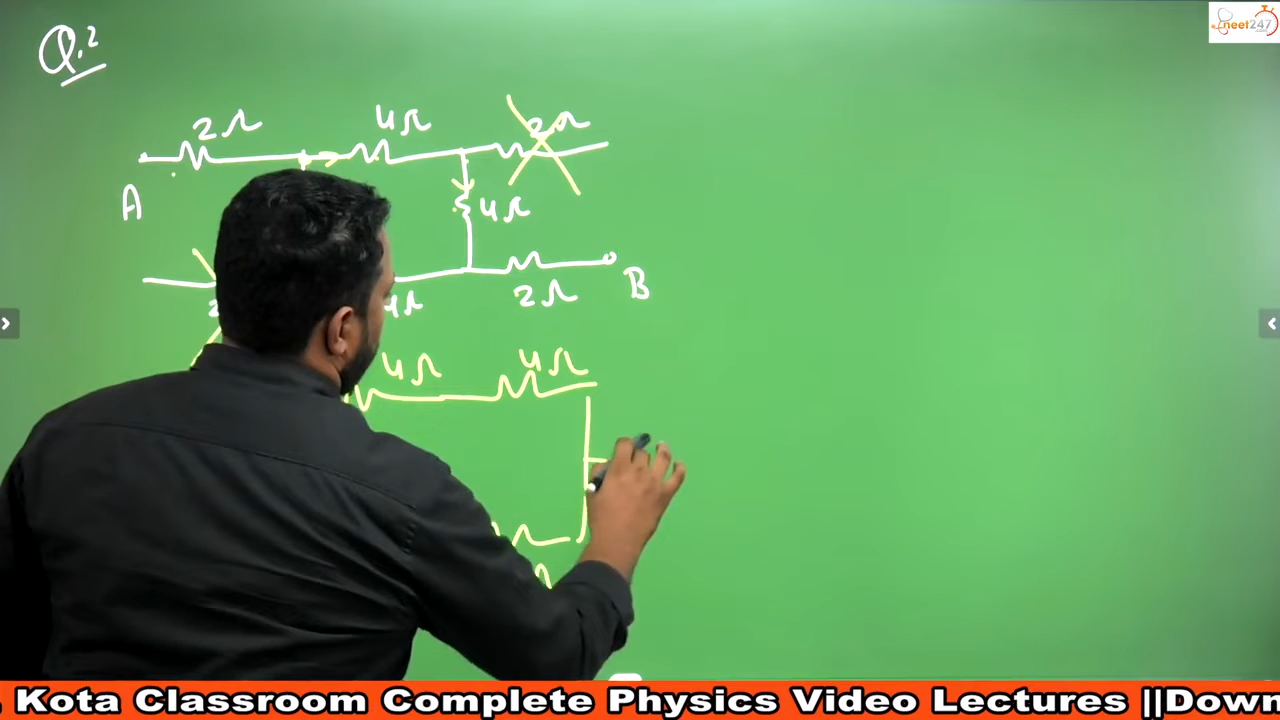 neet247
Q.2
2Ω 4Ω 2Ω
A
4Ω
4Ω 2Ω B
4Ω 4Ω
Kota Classroom Complete Physics Video Lectures ||Down